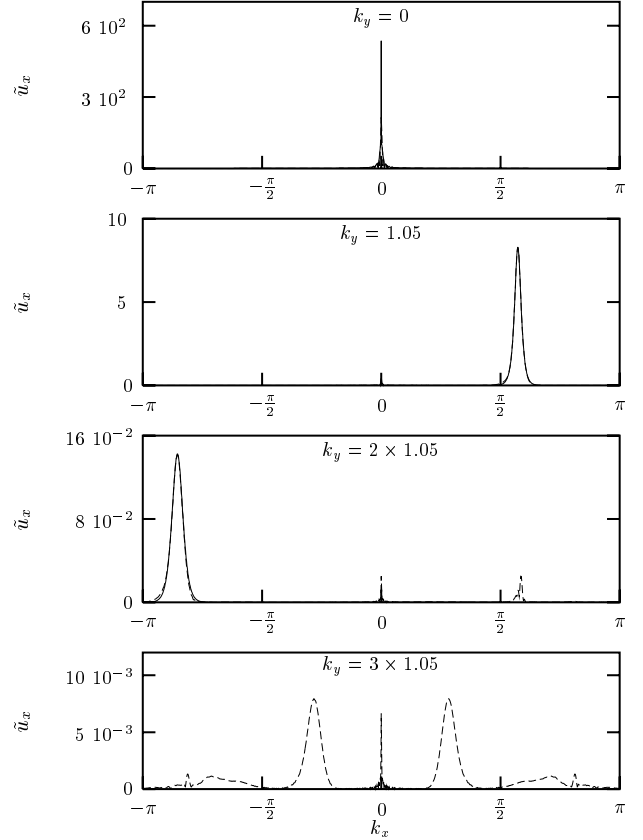 6 10²
k_y = 0
ũ_x
3 10²
0
−π −π/2 0 π/2 π
10
k_y = 1.05
ũ_x
5
0
−π −π/2 0 π/2 π
16 10⁻²
k_y = 2 × 1.05
ũ_x
8 10⁻²
0
−π −π/2 0 π/2 π
k_y = 3 × 1.05
10 10⁻³
ũ_x
5 10⁻³
0
−π −π/2 0 π/2 π
k_x